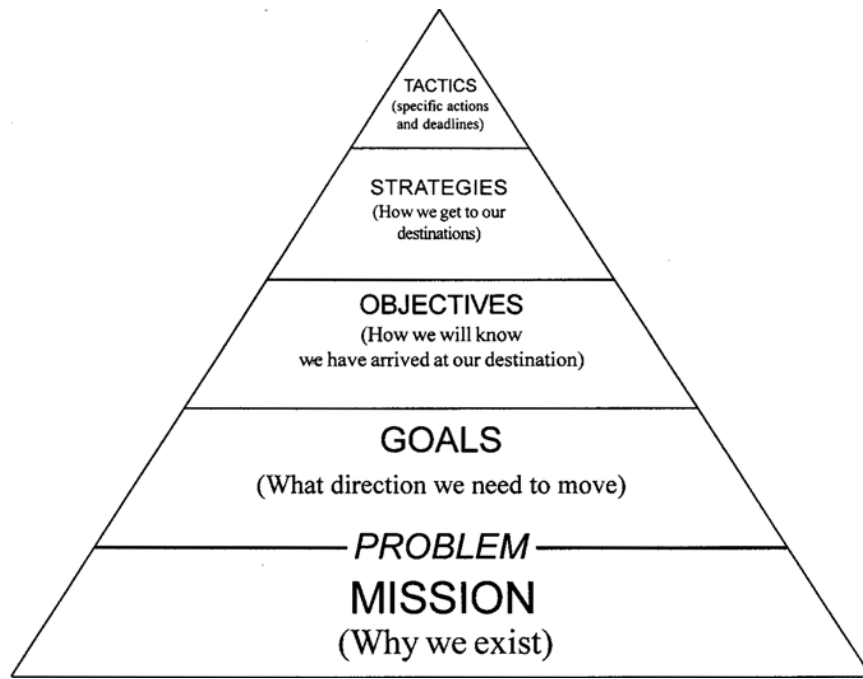 TACTICS
(specific actions
and deadlines)
STRATEGIES
(How we get to our
destinations)
OBJECTIVES
(How we will know
we have arrived at our destination)
GOALS
(What direction we need to move)
PROBLEM
MISSION
(Why we exist)